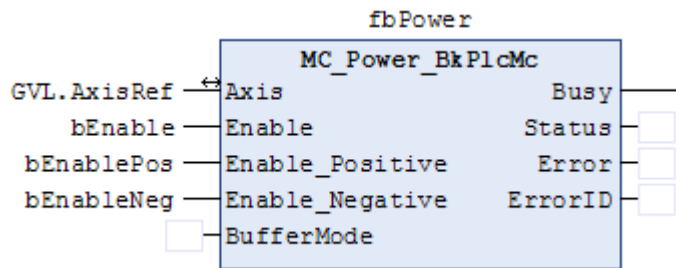 fbPower
MC_Power_BkPlcMc
GVL.AxisRef Axis Busy
bEnable Enable Status
bEnablePos Enable_Positive Error
bEnableNeg Enable_Negative ErrorID
BufferMode